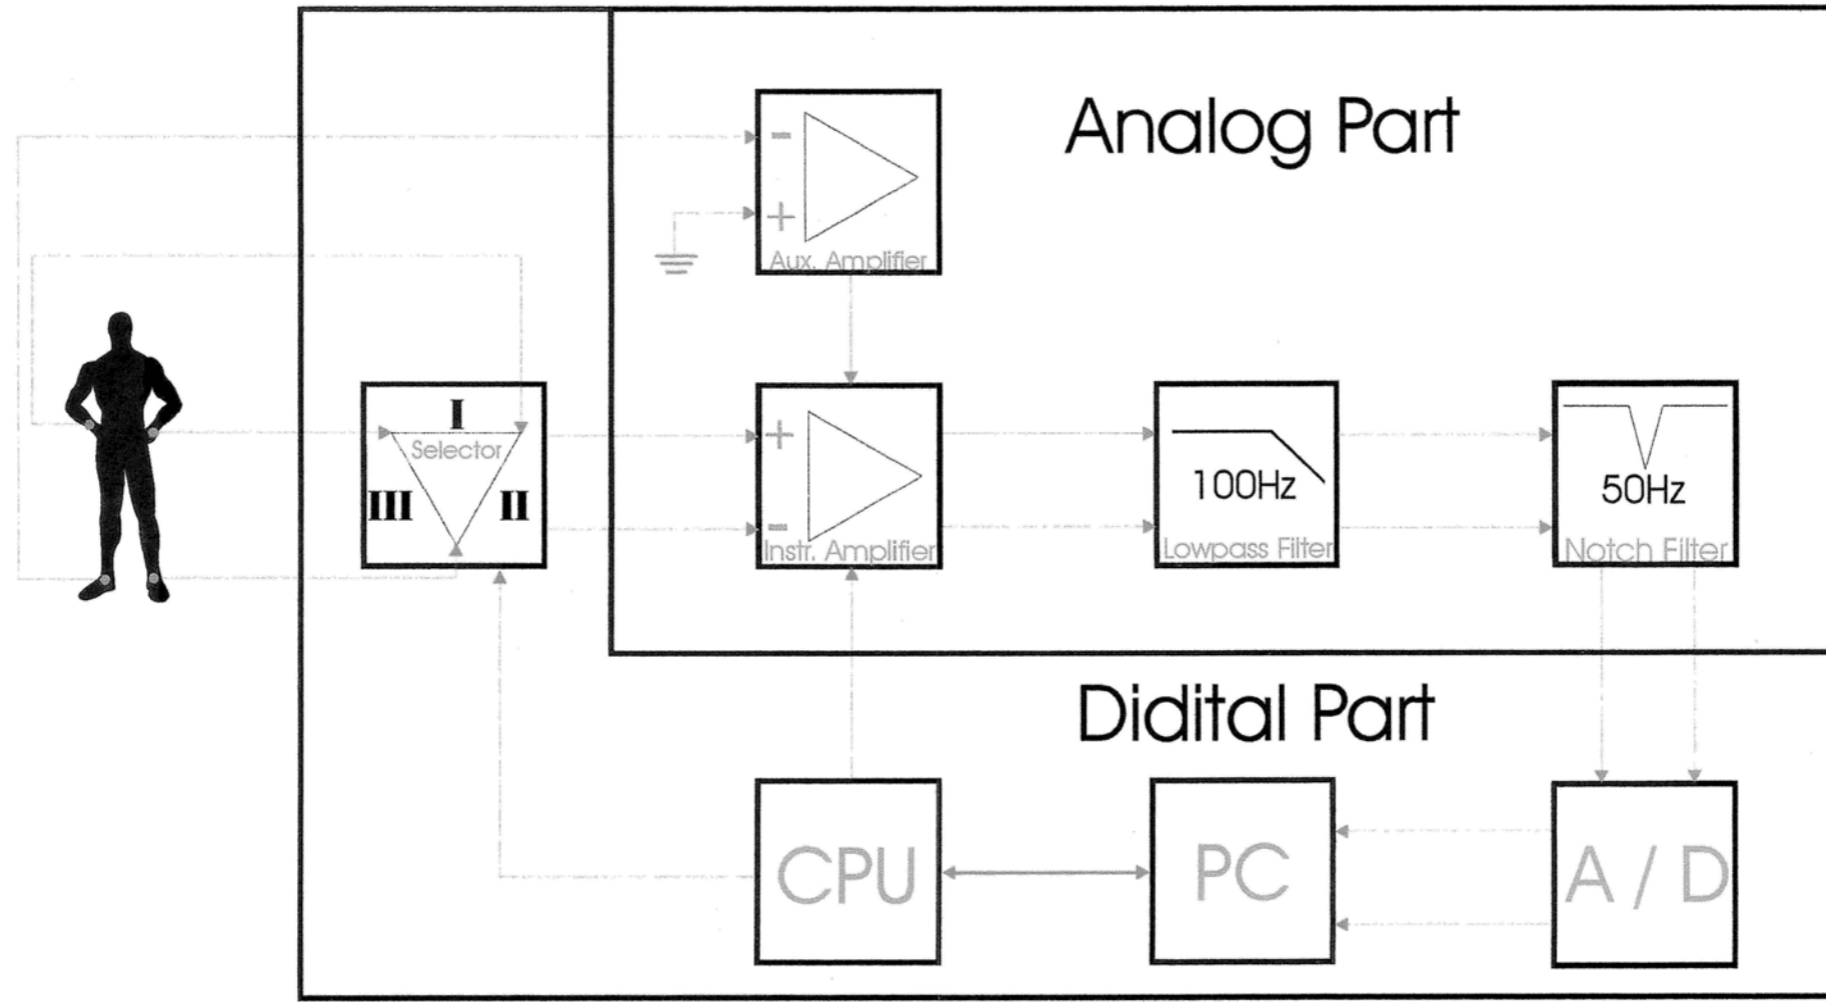 Analog Part
-
+
Aux. Amplifier
I
Selector
III
II
+
-
Instr. Amplifier
100Hz
Lowpass Filter
50Hz
Notch Filter
Didital Part
CPU
PC
A / D